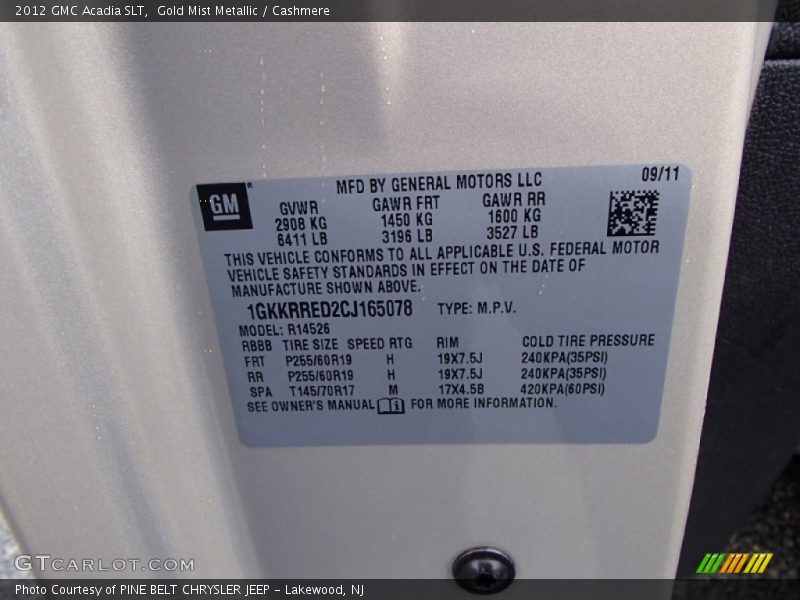 2012 GMC Acadia SLT,  Gold Mist Metallic / Cashmere
09/11
GM
MFD BY GENERAL MOTORS LLC
GVWR GAWR FRT GAWR RR
2908 KG 1450 KG 1600 KG
6411 LB 3196 LB 3527 LB
THIS VEHICLE CONFORMS TO ALL APPLICABLE U.S. FEDERAL MOTOR
VEHICLE SAFETY STANDARDS IN EFFECT ON THE DATE OF
MANUFACTURE SHOWN ABOVE.
1GKKRRED2CJ165078 TYPE: M.P.V.
MODEL: R14526
RBBB TIRE SIZE SPEED RTG RIM COLD TIRE PRESSURE
FRT P255/60R19 H 19X7.5J 240KPA(35PSI)
RR P255/60R19 H 19X7.5J 240KPA(35PSI)
SPA T145/70R17 M 17X4.5B 420KPA(60PSI)
SEE OWNER'S MANUAL FOR MORE INFORMATION.
GTCARLOT.COM
Photo Courtesy of PINE BELT CHRYSLER JEEP – Lakewood, NJ